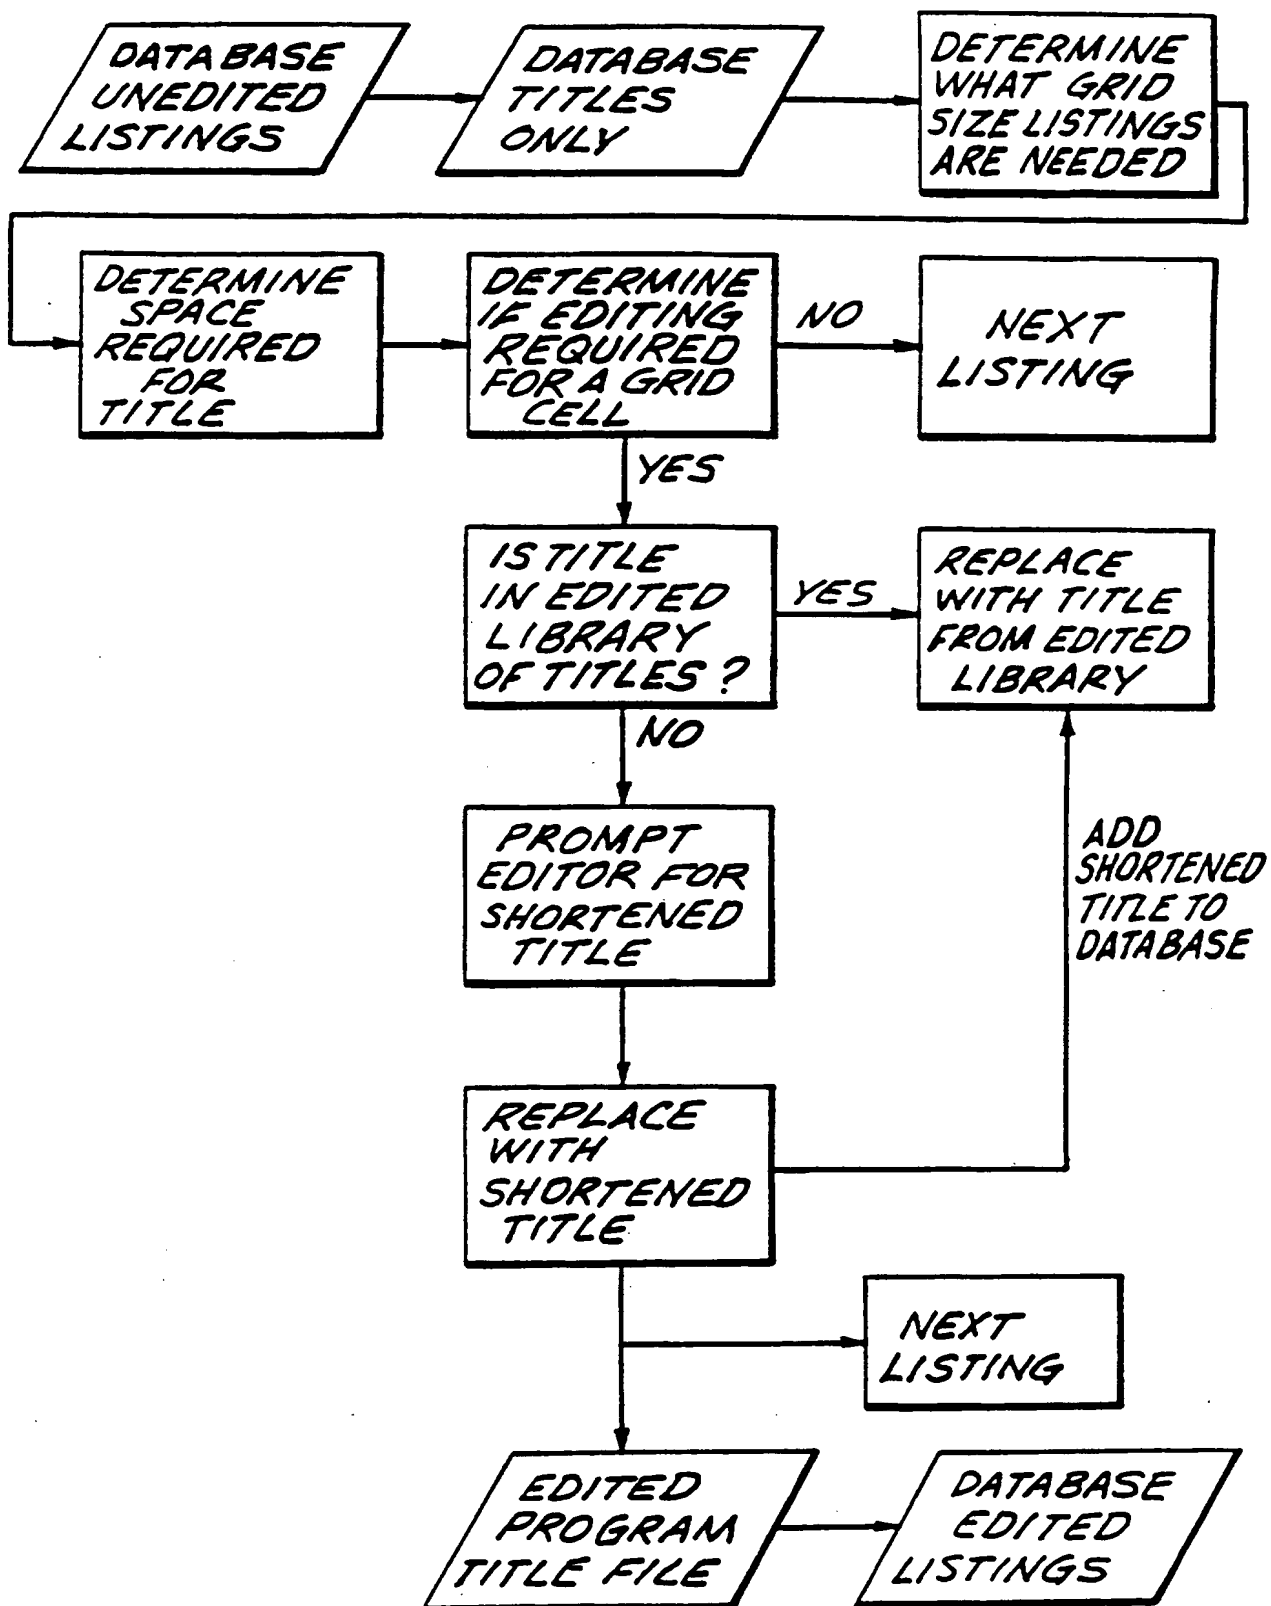 DATABASE
UNEDITED
LISTINGS
DATABASE
TITLES
ONLY
DETERMINE
WHAT GRID
SIZE LISTINGS
ARE NEEDED
DETERMINE
SPACE
REQUIRED
FOR
TITLE
DETERMINE
IF EDITING
REQUIRED
FOR A GRID
CELL
NO
NEXT
LISTING
YES
IS TITLE
IN EDITED
LIBRARY
OF TITLES?
YES
REPLACE
WITH TITLE
FROM EDITED
LIBRARY
NO
PROMPT
EDITOR FOR
SHORTENED
TITLE
ADD
SHORTENED
TITLE TO
DATABASE
REPLACE
WITH
SHORTENED
TITLE
NEXT
LISTING
EDITED
PROGRAM
TITLE FILE
DATABASE
EDITED
LISTINGS